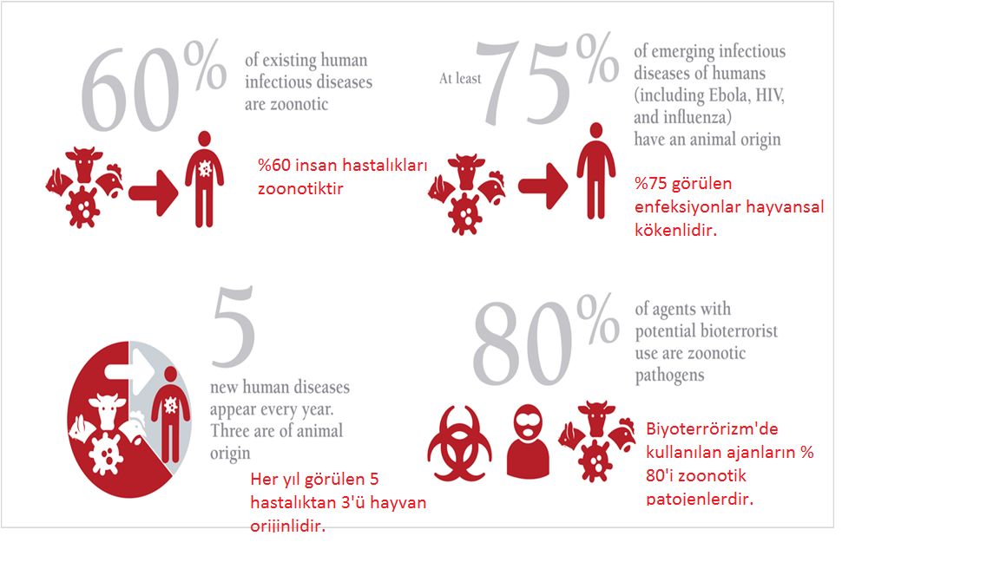 60%
of existing human
infectious diseases
are zoonotic
%60 insan hastalıkları
zoonotiktir
At least 75%
of emerging infectious
diseases of humans
(including Ebola, HIV,
and influenza)
have an animal origin
%75 görülen
enfeksiyonlar hayvansal
kökenlidir.
5
new human diseases
appear every year.
Three are of animal
origin
Her yıl görülen 5
hastalıktan 3'ü hayvan
orijinlidir.
80%
of agents with
potential bioterrorist
use are zoonotic
pathogens
Biyoterrörizm'de
kullanılan ajanların %
80'i zoonotik
patojenlerdir.